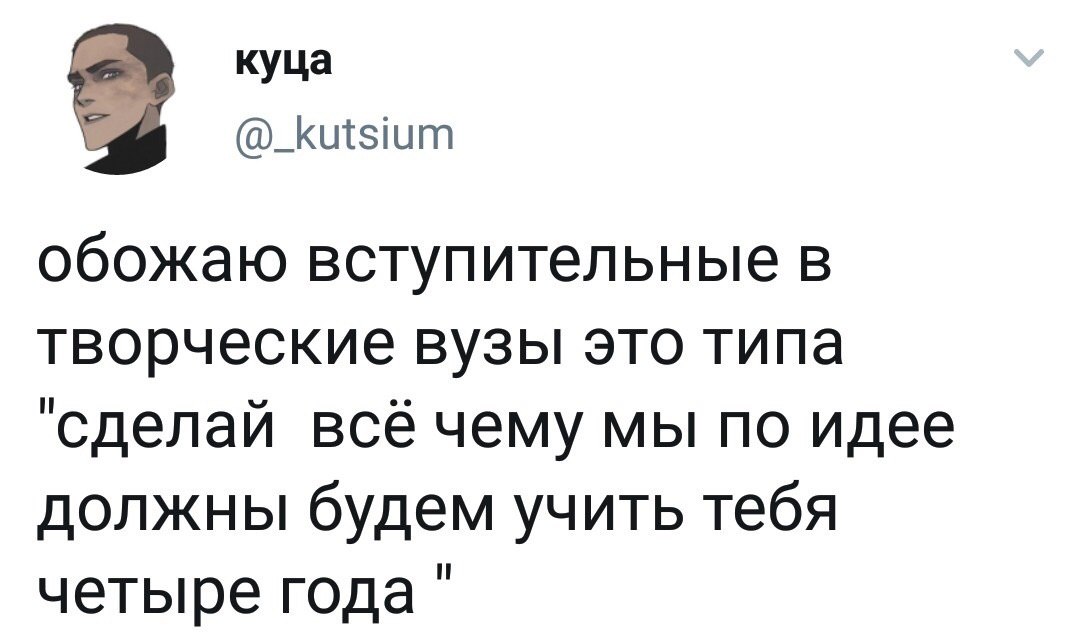 куца
@_kutsium
обожаю вступительные в
творческие вузы это типа
"сделай  всё чему мы по идее
должны будем учить тебя
четыре года "